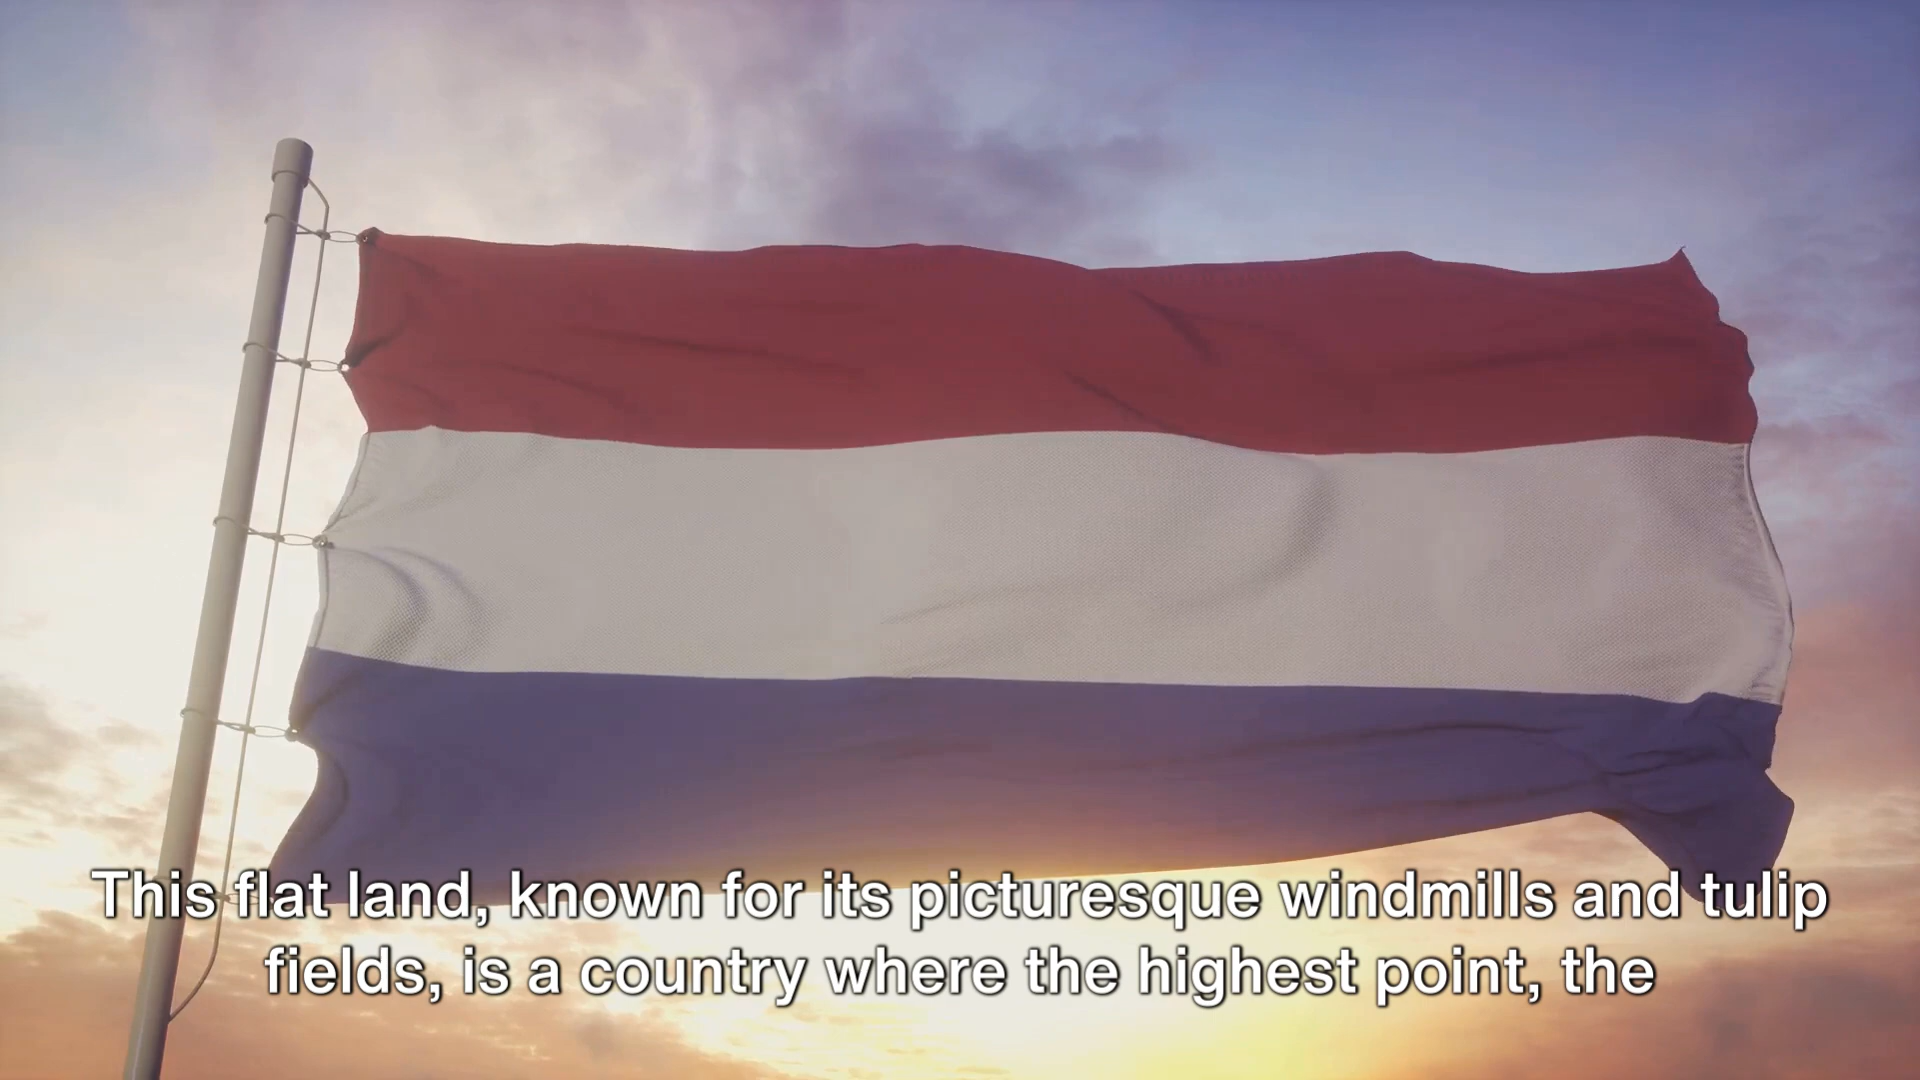 This flat land, known for its picturesque windmills and tulip
fields, is a country where the highest point, the